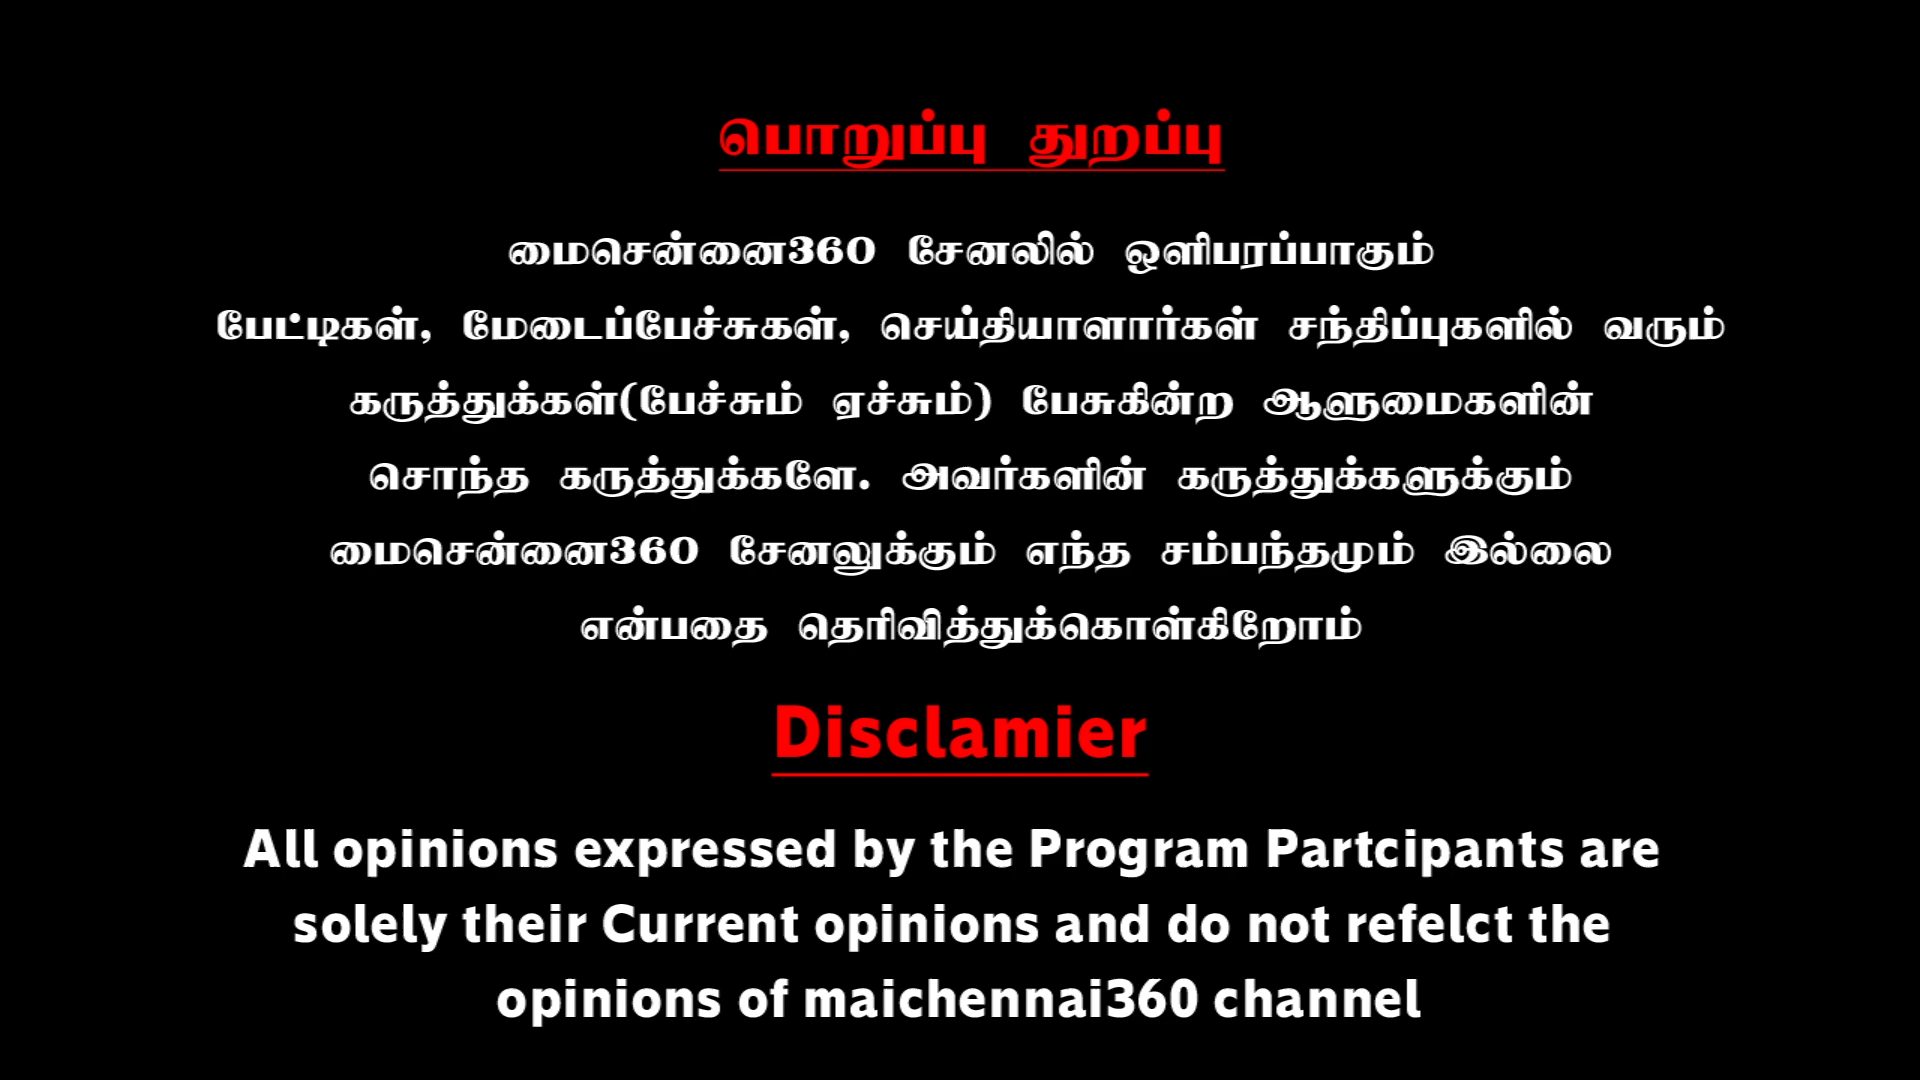 பொறுப்பு துறப்பு
மைசென்னை360 சேனலில் ஒளிபரப்பாகும்
பேட்டிகள், மேடைப்பேச்சுகள், செய்தியாளார்கள் சந்திப்புகளில் வரும்
கருத்துக்கள்(பேச்சும் ஏச்சும்) பேசுகின்ற ஆளுமைகளின்
சொந்த கருத்துக்களே. அவர்களின் கருத்துக்களுக்கும்
மைசென்னை360 சேனலுக்கும் எந்த சம்பந்தமும் இல்லை
என்பதை தெரிவித்துக்கொள்கிறோம்
Disclamier
All opinions expressed by the Program Partcipants are
solely their Current opinions and do not refelct the
opinions of maichennai360 channel